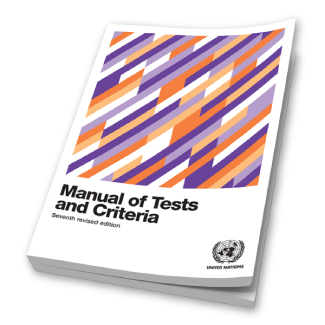 Manual of Tests
and Criteria
Seventh revised edition
UNITED NATIONS